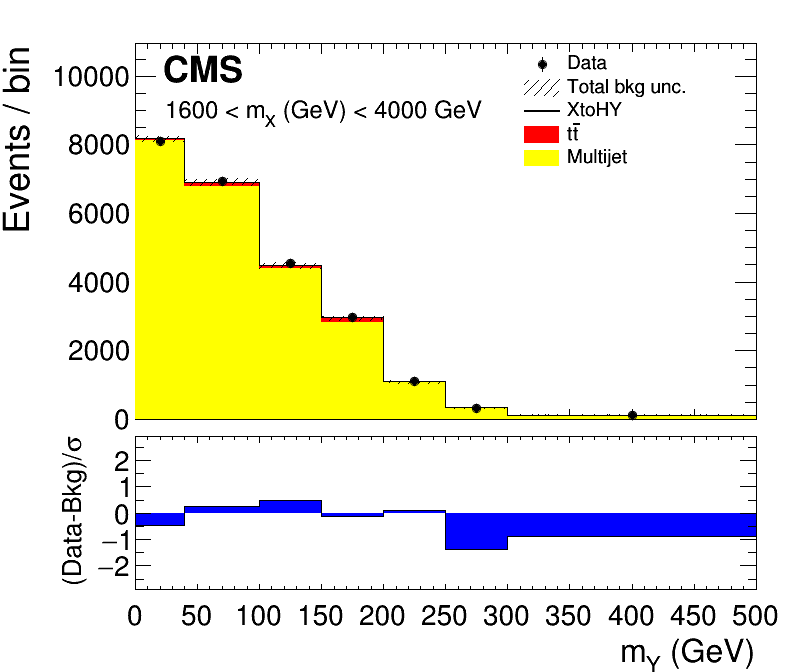 CMS
1600 < mX (GeV) < 4000 GeV
Data
Total bkg unc.
XtoHY
tt̄
Multijet
Events / bin
10000
8000
6000
4000
2000
0
(Data-Bkg)/σ
2
1
0
−1
−2
0 50 100 150 200 250 300 350 400 450 500
mY (GeV)